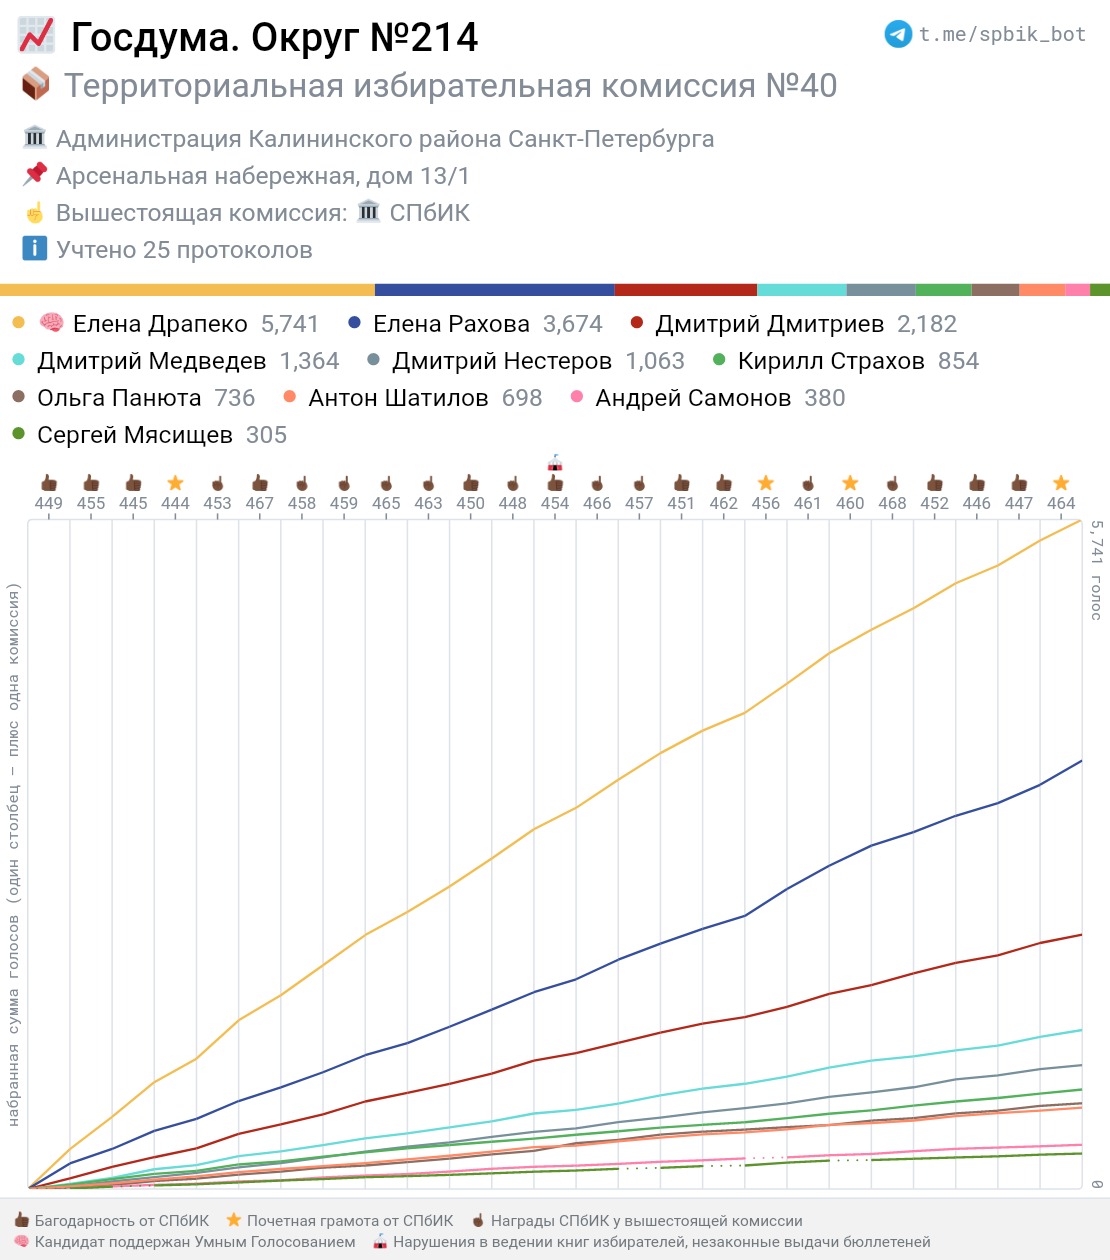 Госдума. Округ №214
t.me/spbik_bot
Территориальная избирательная комиссия №40
Администрация Калининского района Санкт-Петербурга
Арсенальная набережная, дом 13/1
Вышестоящая комиссия: СПбИК
Учтено 25 протоколов
Елена Драпеко 5,741 Елена Рахова 3,674 Дмитрий Дмитриев 2,182
Дмитрий Медведев 1,364 Дмитрий Нестеров 1,063 Кирилл Страхов 854
Ольга Панюта 736 Антон Шатилов 698 Андрей Самонов 380
Сергей Мясищев 305
449 455 445 444 453 467 458 459 465 463 450 448 454 466 457 451 462 456 461 460 468 452 446 447 464
набранная сумма голосов (один столбец — плюс одна комиссия)
5,741 голос
0
Багодарность от СПбИК Почетная грамота от СПбИК Награды СПбИК у вышестоящей комиссии
Кандидат поддержан Умным Голосованием Нарушения в ведении книг избирателей, незаконные выдачи бюллетеней